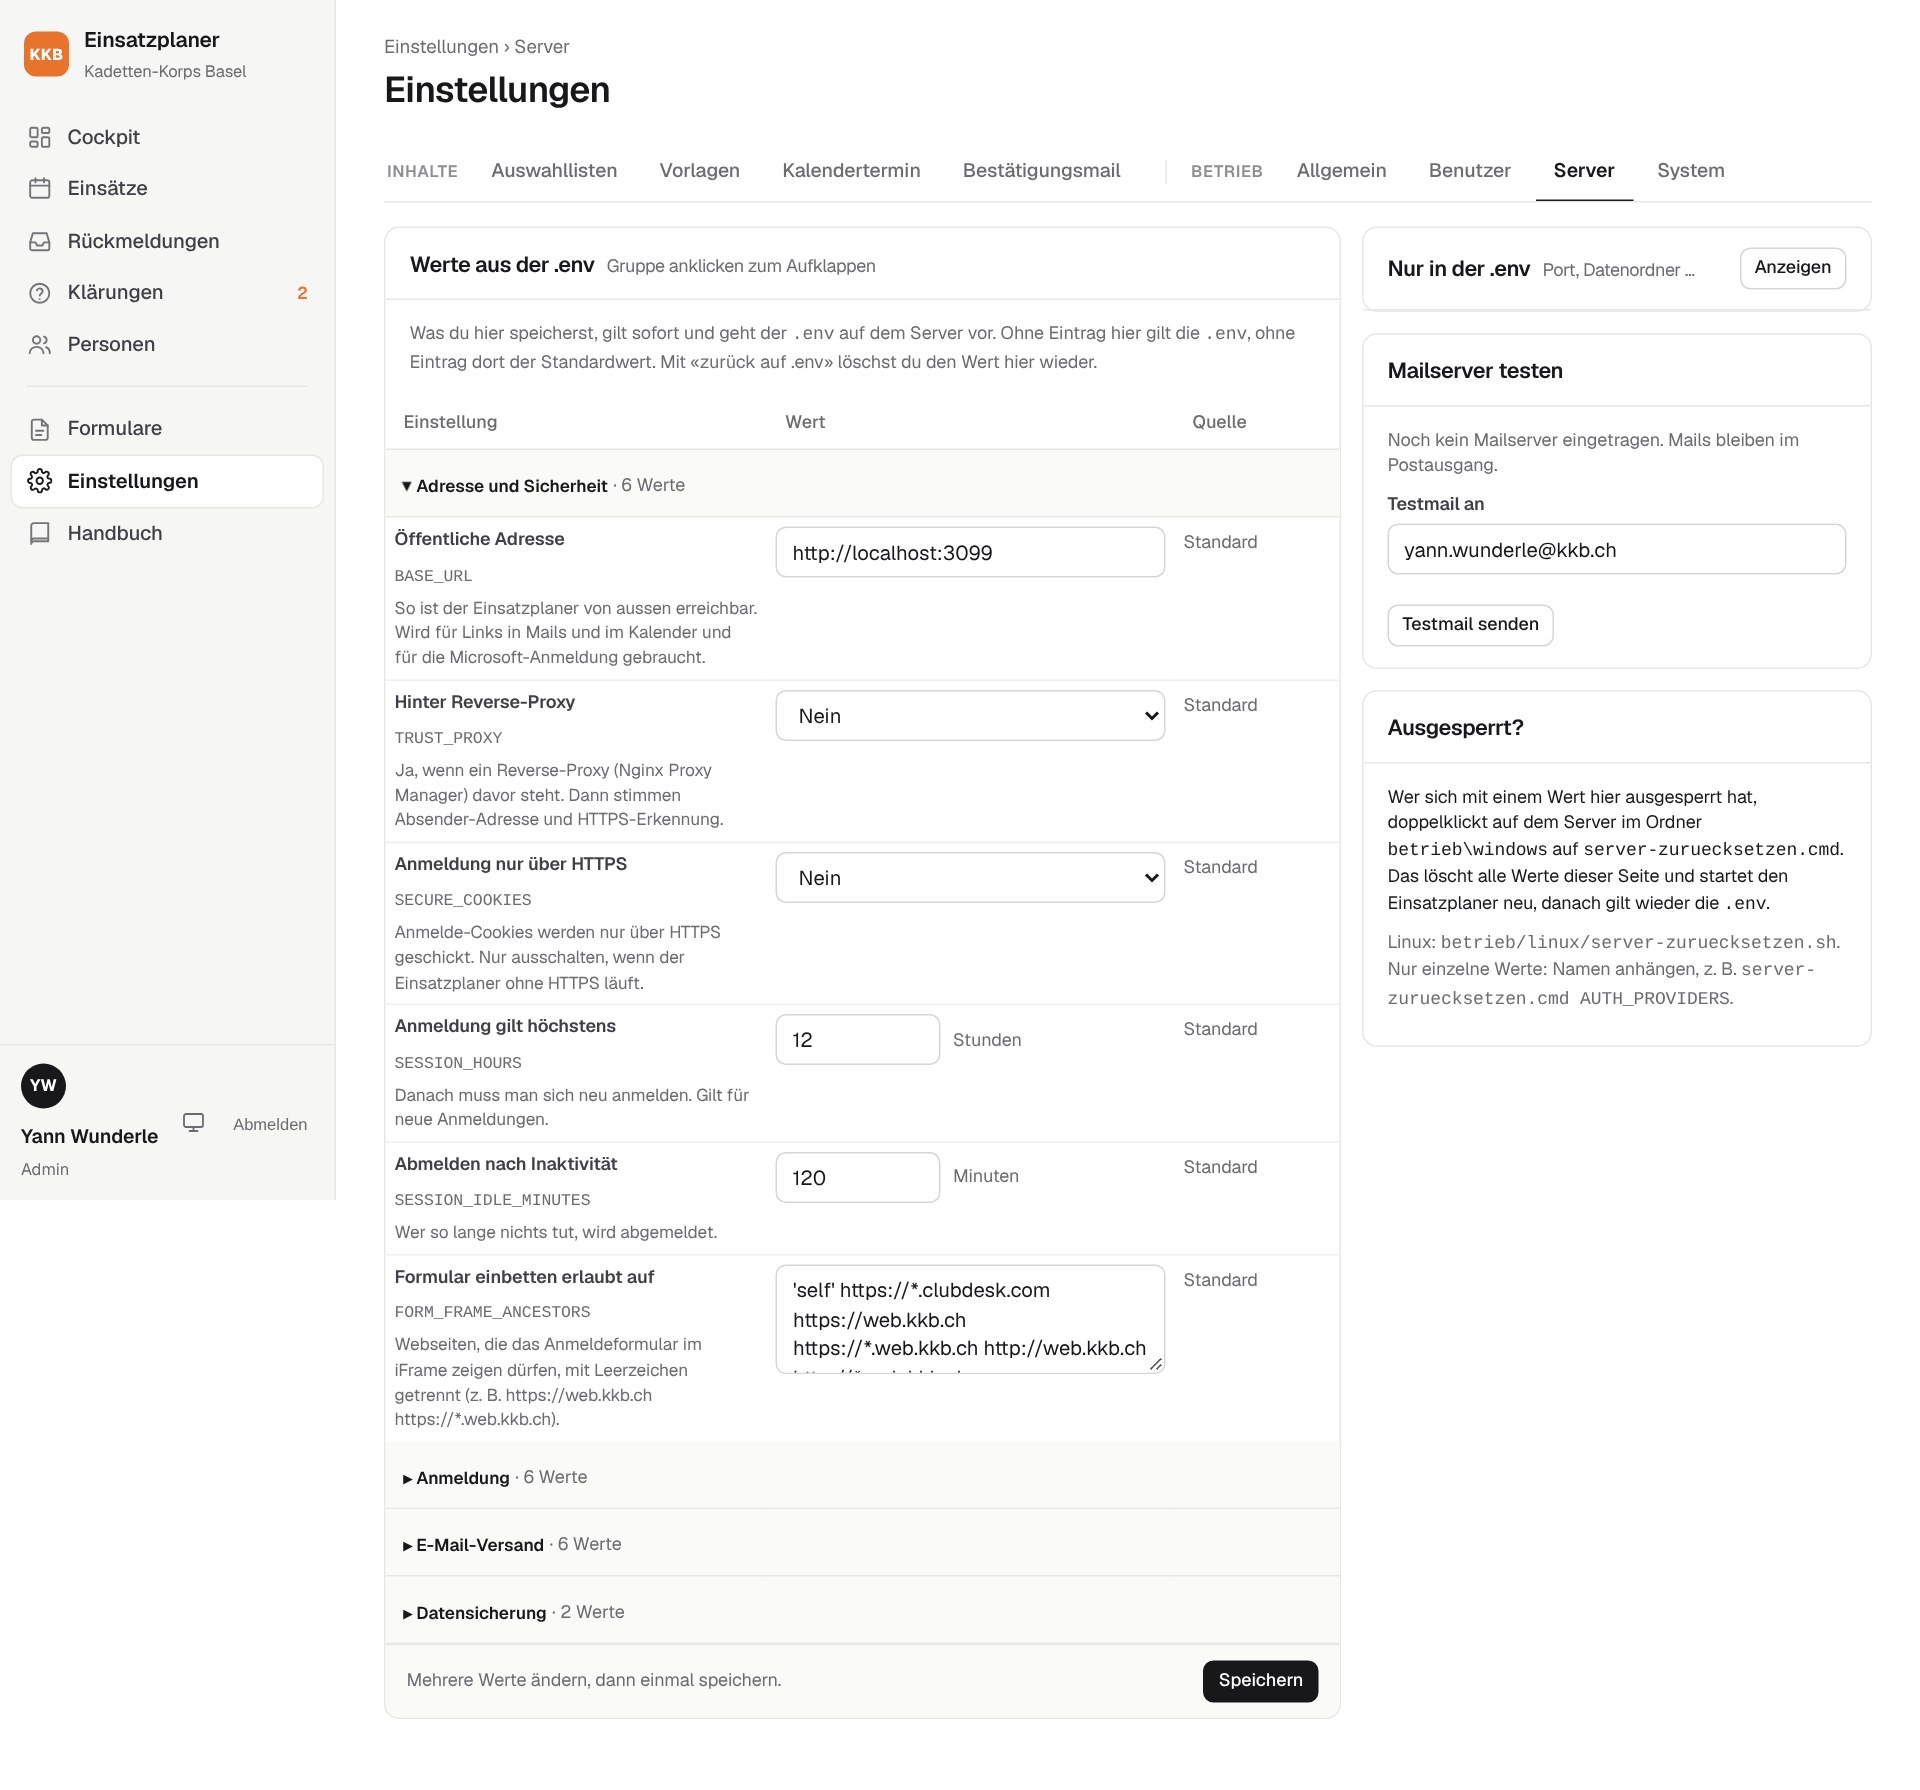 KKB
Einsatzplaner
Kadetten-Korps Basel
Cockpit
Einsätze
Rückmeldungen
Klärungen 2
Personen
Formulare
Einstellungen
Handbuch
YW
Yann Wunderle
Admin
Abmelden
Einstellungen › Server
Einstellungen
INHALTE Auswahllisten Vorlagen Kalendertermin Bestätigungsmail BETRIEB Allgemein Benutzer Server System
Werte aus der .env Gruppe anklicken zum Aufklappen
Was du hier speicherst, gilt sofort und geht der .env auf dem Server vor. Ohne Eintrag hier gilt die .env, ohne
Eintrag dort der Standardwert. Mit «zurück auf .env» löschst du den Wert hier wieder.
Einstellung Wert Quelle
▾ Adresse und Sicherheit · 6 Werte
Öffentliche Adresse
BASE_URL
So ist der Einsatzplaner von aussen erreichbar.
Wird für Links in Mails und im Kalender und
für die Microsoft-Anmeldung gebraucht.
http://localhost:3099
Standard
Hinter Reverse-Proxy
TRUST_PROXY
Ja, wenn ein Reverse-Proxy (Nginx Proxy
Manager) davor steht. Dann stimmen
Absender-Adresse und HTTPS-Erkennung.
Nein
Standard
Anmeldung nur über HTTPS
SECURE_COOKIES
Anmelde-Cookies werden nur über HTTPS
geschickt. Nur ausschalten, wenn der
Einsatzplaner ohne HTTPS läuft.
Nein
Standard
Anmeldung gilt höchstens
SESSION_HOURS
Danach muss man sich neu anmelden. Gilt für
neue Anmeldungen.
12 Stunden
Standard
Abmelden nach Inaktivität
SESSION_IDLE_MINUTES
Wer so lange nichts tut, wird abgemeldet.
120 Minuten
Standard
Formular einbetten erlaubt auf
FORM_FRAME_ANCESTORS
Webseiten, die das Anmeldeformular im
iFrame zeigen dürfen, mit Leerzeichen
getrennt (z. B. https://web.kkb.ch
https://*.web.kkb.ch).
'self' https://*.clubdesk.com
https://web.kkb.ch
https://*.web.kkb.ch http://web.kkb.ch
Standard
▸ Anmeldung · 6 Werte
▸ E-Mail-Versand · 6 Werte
▸ Datensicherung · 2 Werte
Mehrere Werte ändern, dann einmal speichern.
Speichern
Nur in der .env Port, Datenordner ...
Anzeigen
Mailserver testen
Noch kein Mailserver eingetragen. Mails bleiben im
Postausgang.
Testmail an
yann.wunderle@kkb.ch
Testmail senden
Ausgesperrt?
Wer sich mit einem Wert hier ausgesperrt hat,
doppelklickt auf dem Server im Ordner
betrieb\windows auf server-zuruecksetzen.cmd.
Das löscht alle Werte dieser Seite und startet den
Einsatzplaner neu, danach gilt wieder die .env.
Linux: betrieb/linux/server-zuruecksetzen.sh.
Nur einzelne Werte: Namen anhängen, z. B. server-
zuruecksetzen.cmd AUTH_PROVIDERS.